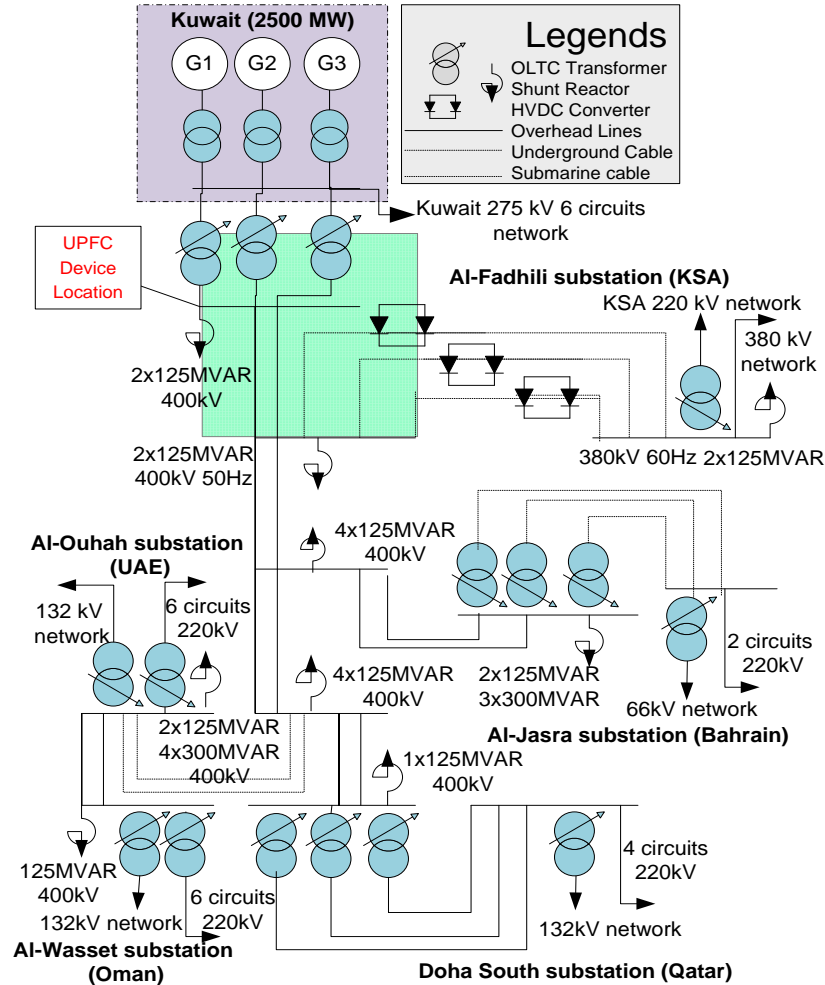 Kuwait (2500 MW)
G1
G2
G3
Legends
OLTC Transformer
Shunt Reactor
HVDC Converter
Overhead Lines
Underground Cable
Submarine cable
Kuwait 275 kV 6 circuits
network
UPFC
Device
Location
Al-Fadhili substation (KSA)
KSA 220 kV network
380 kV
network
2x125MVAR
400kV
2x125MVAR
400kV 50Hz
380kV 60Hz 2x125MVAR
4x125MVAR
400kV
Al-Ouhah substation
(UAE)
132 kV
network
6 circuits
220kV
2x125MVAR
4x300MVAR
400kV
4x125MVAR
400kV
2x125MVAR
3x300MVAR
2 circuits
220kV
66kV network
Al-Jasra substation (Bahrain)
1x125MVAR
400kV
125MVAR
400kV
132kV network
6 circuits
220kV
Al-Wasset substation
(Oman)
4 circuits
220kV
132kV network
Doha South substation (Qatar)